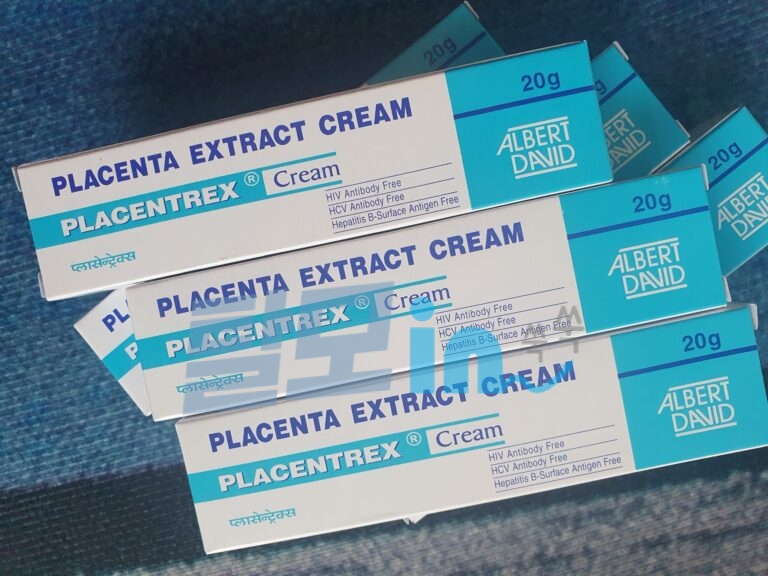 20g
20g
PLACENTA EXTRACT CREAM
ALBERT
DAVID
PLACENTREX® Cream
HIV Antibody Free
HCV Antibody Free
Hepatitis B-Surface Antigen Free
प्लासेन्ट्रेक्स
20g
20g
PLACENTA EXTRACT CREAM
ALBERT
DAVID
PLACENTREX® Cream
HIV Antibody Free
HCV Antibody Free
Hepatitis B-Surface Antigen Free
प्लासेन्ट्रेक्स
ALBERT
DAVID
20g
PLACENTA EXTRACT CREAM
ALBERT
DAVID
PLACENTREX® Cream
HIV Antibody Free
HCV Antibody Free
Hepatitis B-Surface Antigen Free
प्लासेन्ट्रेक्स